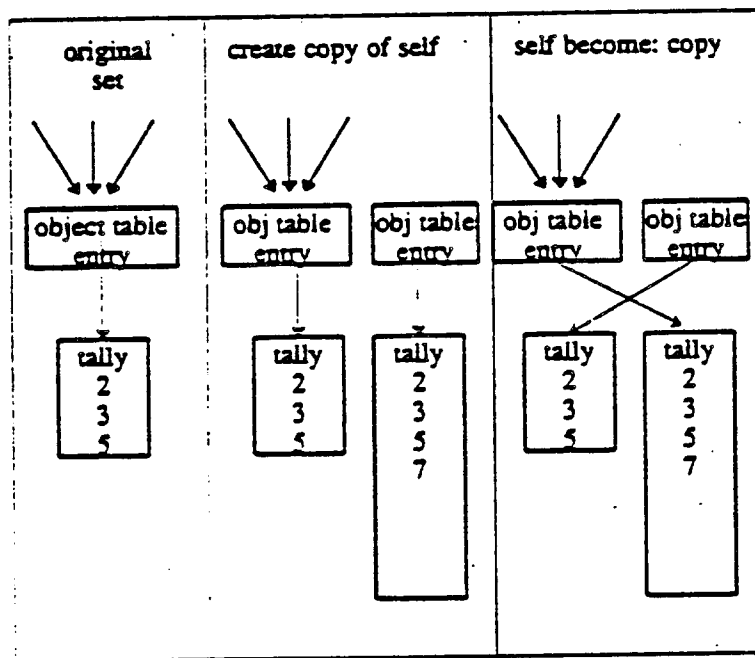 original
set
object table
entry
tally
2
3
5
create copy of self
obj table
entry
obj table
entry
tally
2
3
5
tally
2
3
5
7
self become: copy
obj table
entry
obj table
entry
tally
2
3
5
tally
2
3
5
7